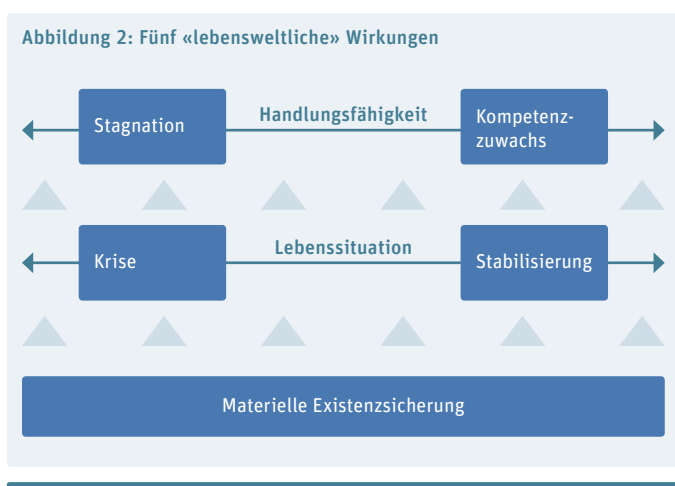 Abbildung 2: Fünf «lebensweltliche» Wirkungen
Stagnation
Handlungsfähigkeit
Kompetenz-
zuwachs
Krise
Lebenssituation
Stabilisierung
Materielle Existenzsicherung